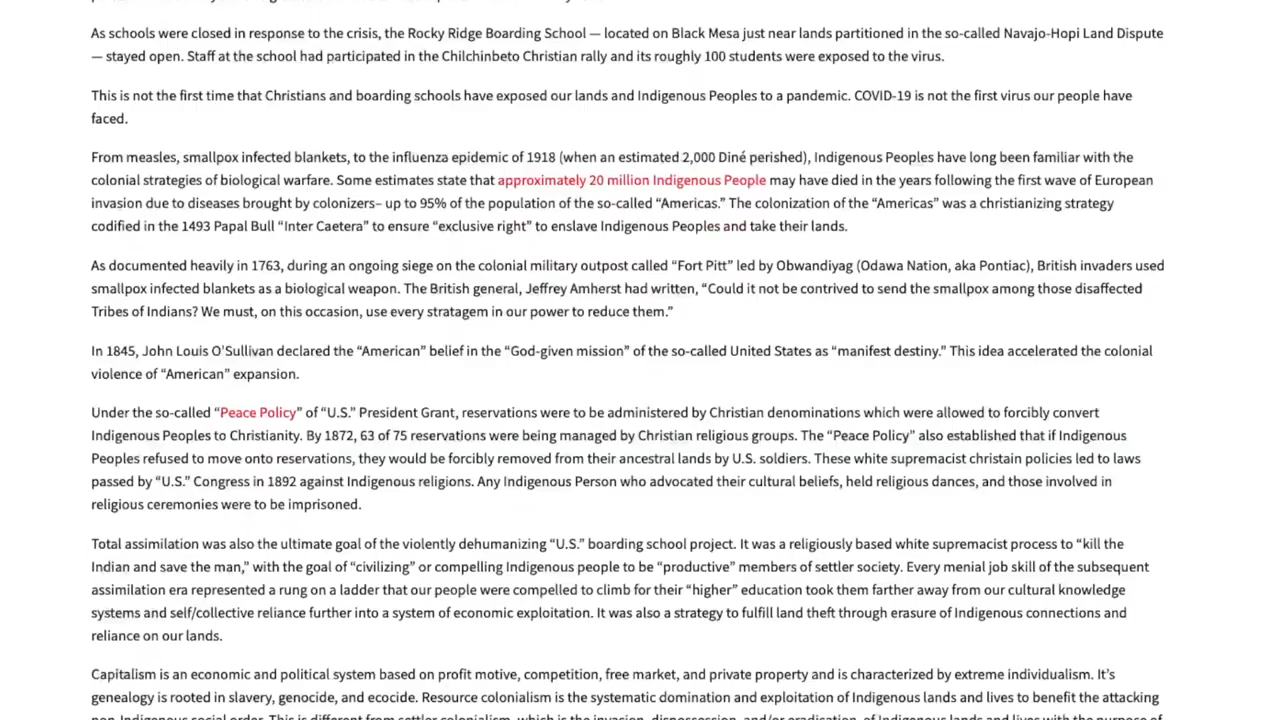 As schools were closed in response to the crisis, the Rocky Ridge Boarding School — located on Black Mesa just near lands partitioned in the so-called Navajo-Hopi Land Dispute
— stayed open. Staff at the school had participated in the Chilchinbeto Christian rally and its roughly 100 students were exposed to the virus.
This is not the first time that Christians and boarding schools have exposed our lands and Indigenous Peoples to a pandemic. COVID-19 is not the first virus our people have
faced.
From measles, smallpox infected blankets, to the influenza epidemic of 1918 (when an estimated 2,000 Diné perished), Indigenous Peoples have long been familiar with the
colonial strategies of biological warfare. Some estimates state that approximately 20 million Indigenous People may have died in the years following the first wave of European
invasion due to diseases brought by colonizers– up to 95% of the population of the so-called “Americas.” The colonization of the “Americas” was a christianizing strategy
codified in the 1493 Papal Bull “Inter Caetera” to ensure “exclusive right” to enslave Indigenous Peoples and take their lands.
As documented heavily in 1763, during an ongoing siege on the colonial military outpost called “Fort Pitt” led by Obwandiyag (Odawa Nation, aka Pontiac), British invaders used
smallpox infected blankets as a biological weapon. The British general, Jeffrey Amherst had written, “Could it not be contrived to send the smallpox among those disaffected
Tribes of Indians? We must, on this occasion, use every stratagem in our power to reduce them.”
In 1845, John Louis O’Sullivan declared the “American” belief in the “God-given mission” of the so-called United States as “manifest destiny.” This idea accelerated the colonial
violence of “American” expansion.
Under the so-called “Peace Policy” of “U.S.” President Grant, reservations were to be administered by Christian denominations which were allowed to forcibly convert
Indigenous Peoples to Christianity. By 1872, 63 of 75 reservations were being managed by Christian religious groups. The “Peace Policy” also established that if Indigenous
Peoples refused to move onto reservations, they would be forcibly removed from their ancestral lands by U.S. soldiers. These white supremacist christain policies led to laws
passed by “U.S.” Congress in 1892 against Indigenous religions. Any Indigenous Person who advocated their cultural beliefs, held religious dances, and those involved in
religious ceremonies were to be imprisoned.
Total assimilation was also the ultimate goal of the violently dehumanizing “U.S.” boarding school project. It was a religiously based white supremacist process to “kill the
Indian and save the man,” with the goal of “civilizing” or compelling Indigenous people to be “productive” members of settler society. Every menial job skill of the subsequent
assimilation era represented a rung on a ladder that our people were compelled to climb for their “higher” education took them farther away from our cultural knowledge
systems and self/collective reliance further into a system of economic exploitation. It was also a strategy to fulfill land theft through erasure of Indigenous connections and
reliance on our lands.
Capitalism is an economic and political system based on profit motive, competition, free market, and private property and is characterized by extreme individualism. It’s
genealogy is rooted in slavery, genocide, and ecocide. Resource colonialism is the systematic domination and exploitation of Indigenous lands and lives to benefit the attacking
non-Indigenous social order. This is different from settler colonialism, which is the invasion, dispossession, and/or eradication, of Indigenous lands and lives with the purpose of